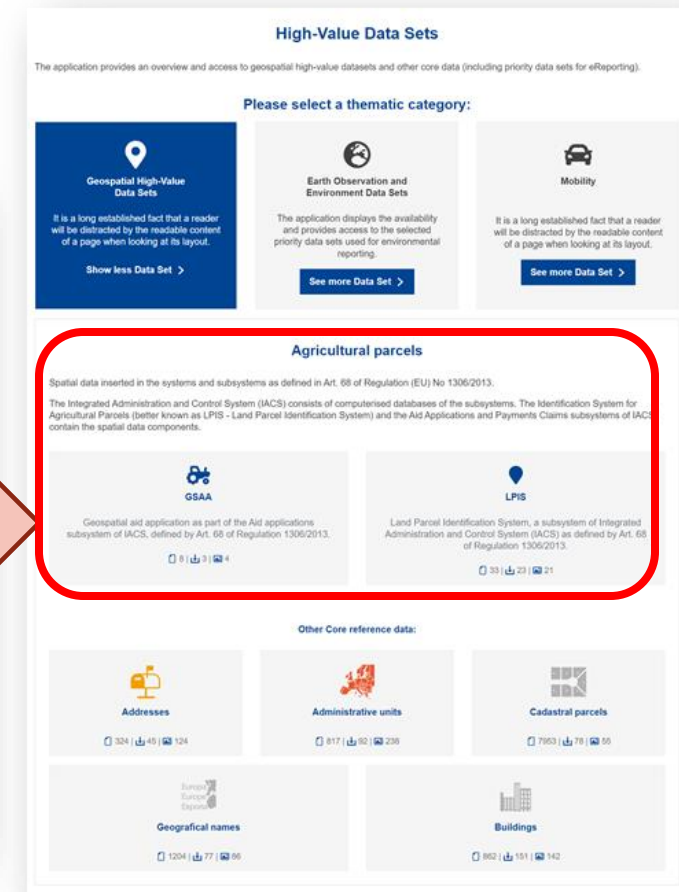 High-Value Data Sets
The application provides an overview and access to geospatial high-value datasets and other core data (including priority data sets for eReporting).
Please select a thematic category:
Geospatial High-Value
Data Sets
It is a long established fact that a reader
will be distracted by the readable content
of a page when looking at its layout.
Show less Data Set >
Earth Observation and
Environment Data Sets
The application displays the availability
and provides access to the selected
priority data sets used for environmental
reporting.
See more Data Set >
Mobility
It is a long established fact that a reader
will be distracted by the readable content
of a page when looking at its layout.
See more Data Set >
Agricultural parcels
Spatial data inserted in the systems and subsystems as defined in Art. 68 of Regulation (EU) No 1306/2013.
The Integrated Administration and Control System (IACS) consists of computerised databases of the subsystems. The Identification System for
Agricultural Parcels (better known as LPIS - Land Parcel Identification System) and the Aid Applications and Payments Claims subsystems of IACS
contain the spatial data components.
GSAA
Geospatial aid application as part of the Aid applications
subsystem of IACS, defined by Art. 68 of Regulation 1306/2013.
8 | 3 | 4
LPIS
Land Parcel Identification System, a subsystem of Integrated
Administration and Control System (IACS) as defined by Art. 68
of Regulation 1306/2013.
33 | 23 | 21
Other Core reference data:
Addresses
324 | 45 | 124
Administrative units
817 | 92 | 236
Cadastral parcels
7953 | 78 | 55
Europa
Europe
Geografical names
1204 | 77 | 86
Buildings
862 | 151 | 142